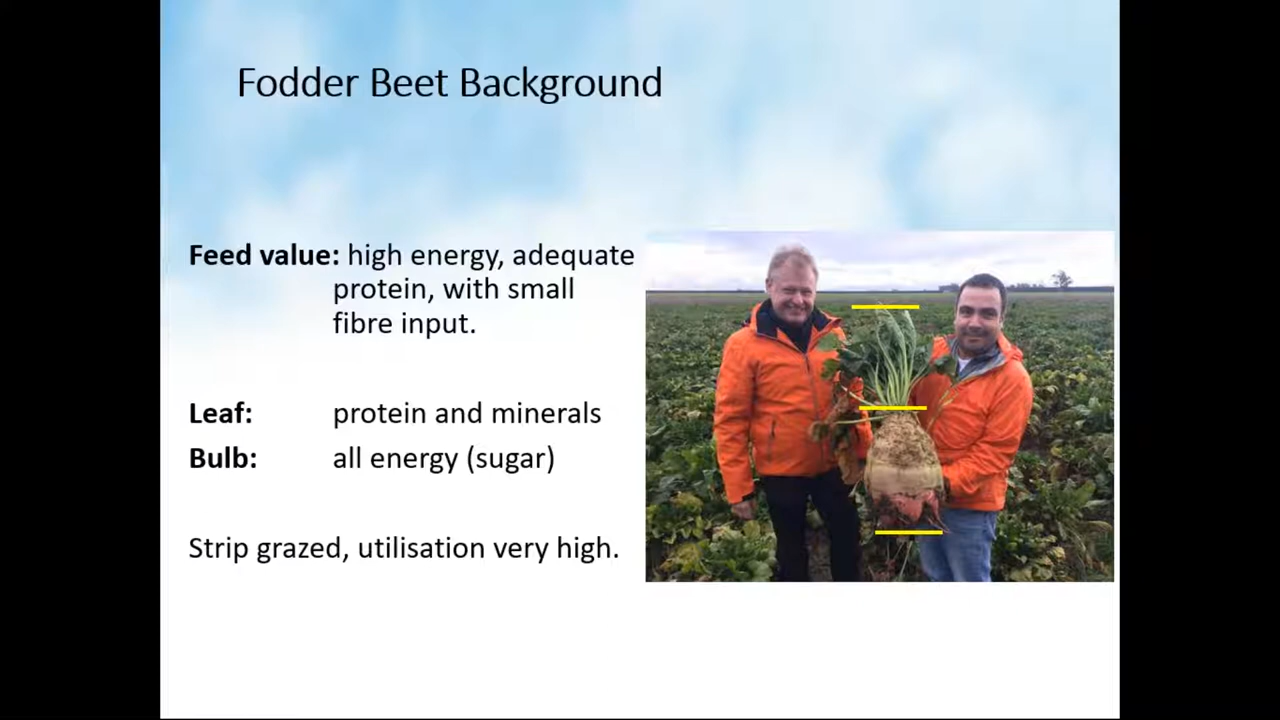 Fodder Beet Background
Feed value: high energy, adequate
protein, with small
fibre input.
Leaf: protein and minerals
Bulb: all energy (sugar)
Strip grazed, utilisation very high.